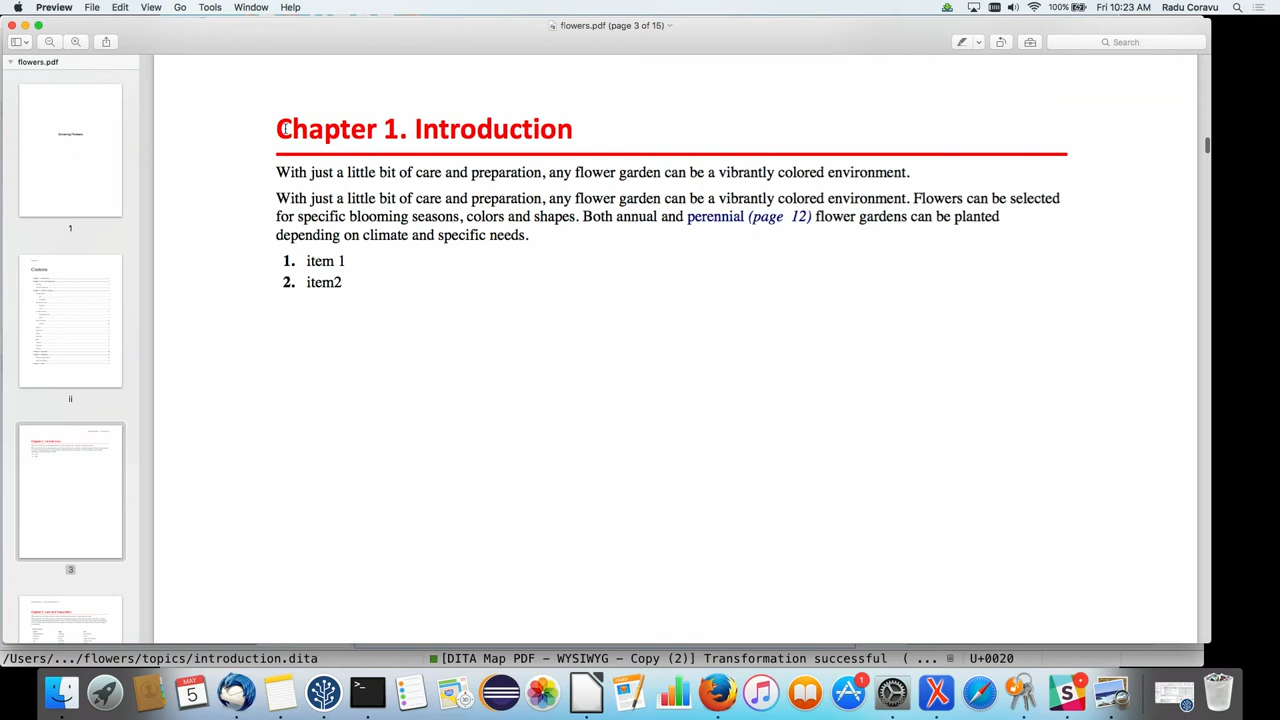 Preview File Edit View Go Tools Window Help
100% Fri 10:23 AM Radu Coravu
flowers.pdf (page 3 of 15)
Search
flowers.pdf
1
Contents
ii
3
Chapter 1. Introduction
With just a little bit of care and preparation, any flower garden can be a vibrantly colored environment.
With just a little bit of care and preparation, any flower garden can be a vibrantly colored environment. Flowers can be selected
for specific blooming seasons, colors and shapes. Both annual and perennial (page 12) flower gardens can be planted
depending on climate and specific needs.
1. item 1
2. item2
/Users/.../flowers/topics/introduction.dita
[DITA Map PDF - WYSIWYG - Copy (2)] Transformation successful ( ...
U+0020
MAY
5
1